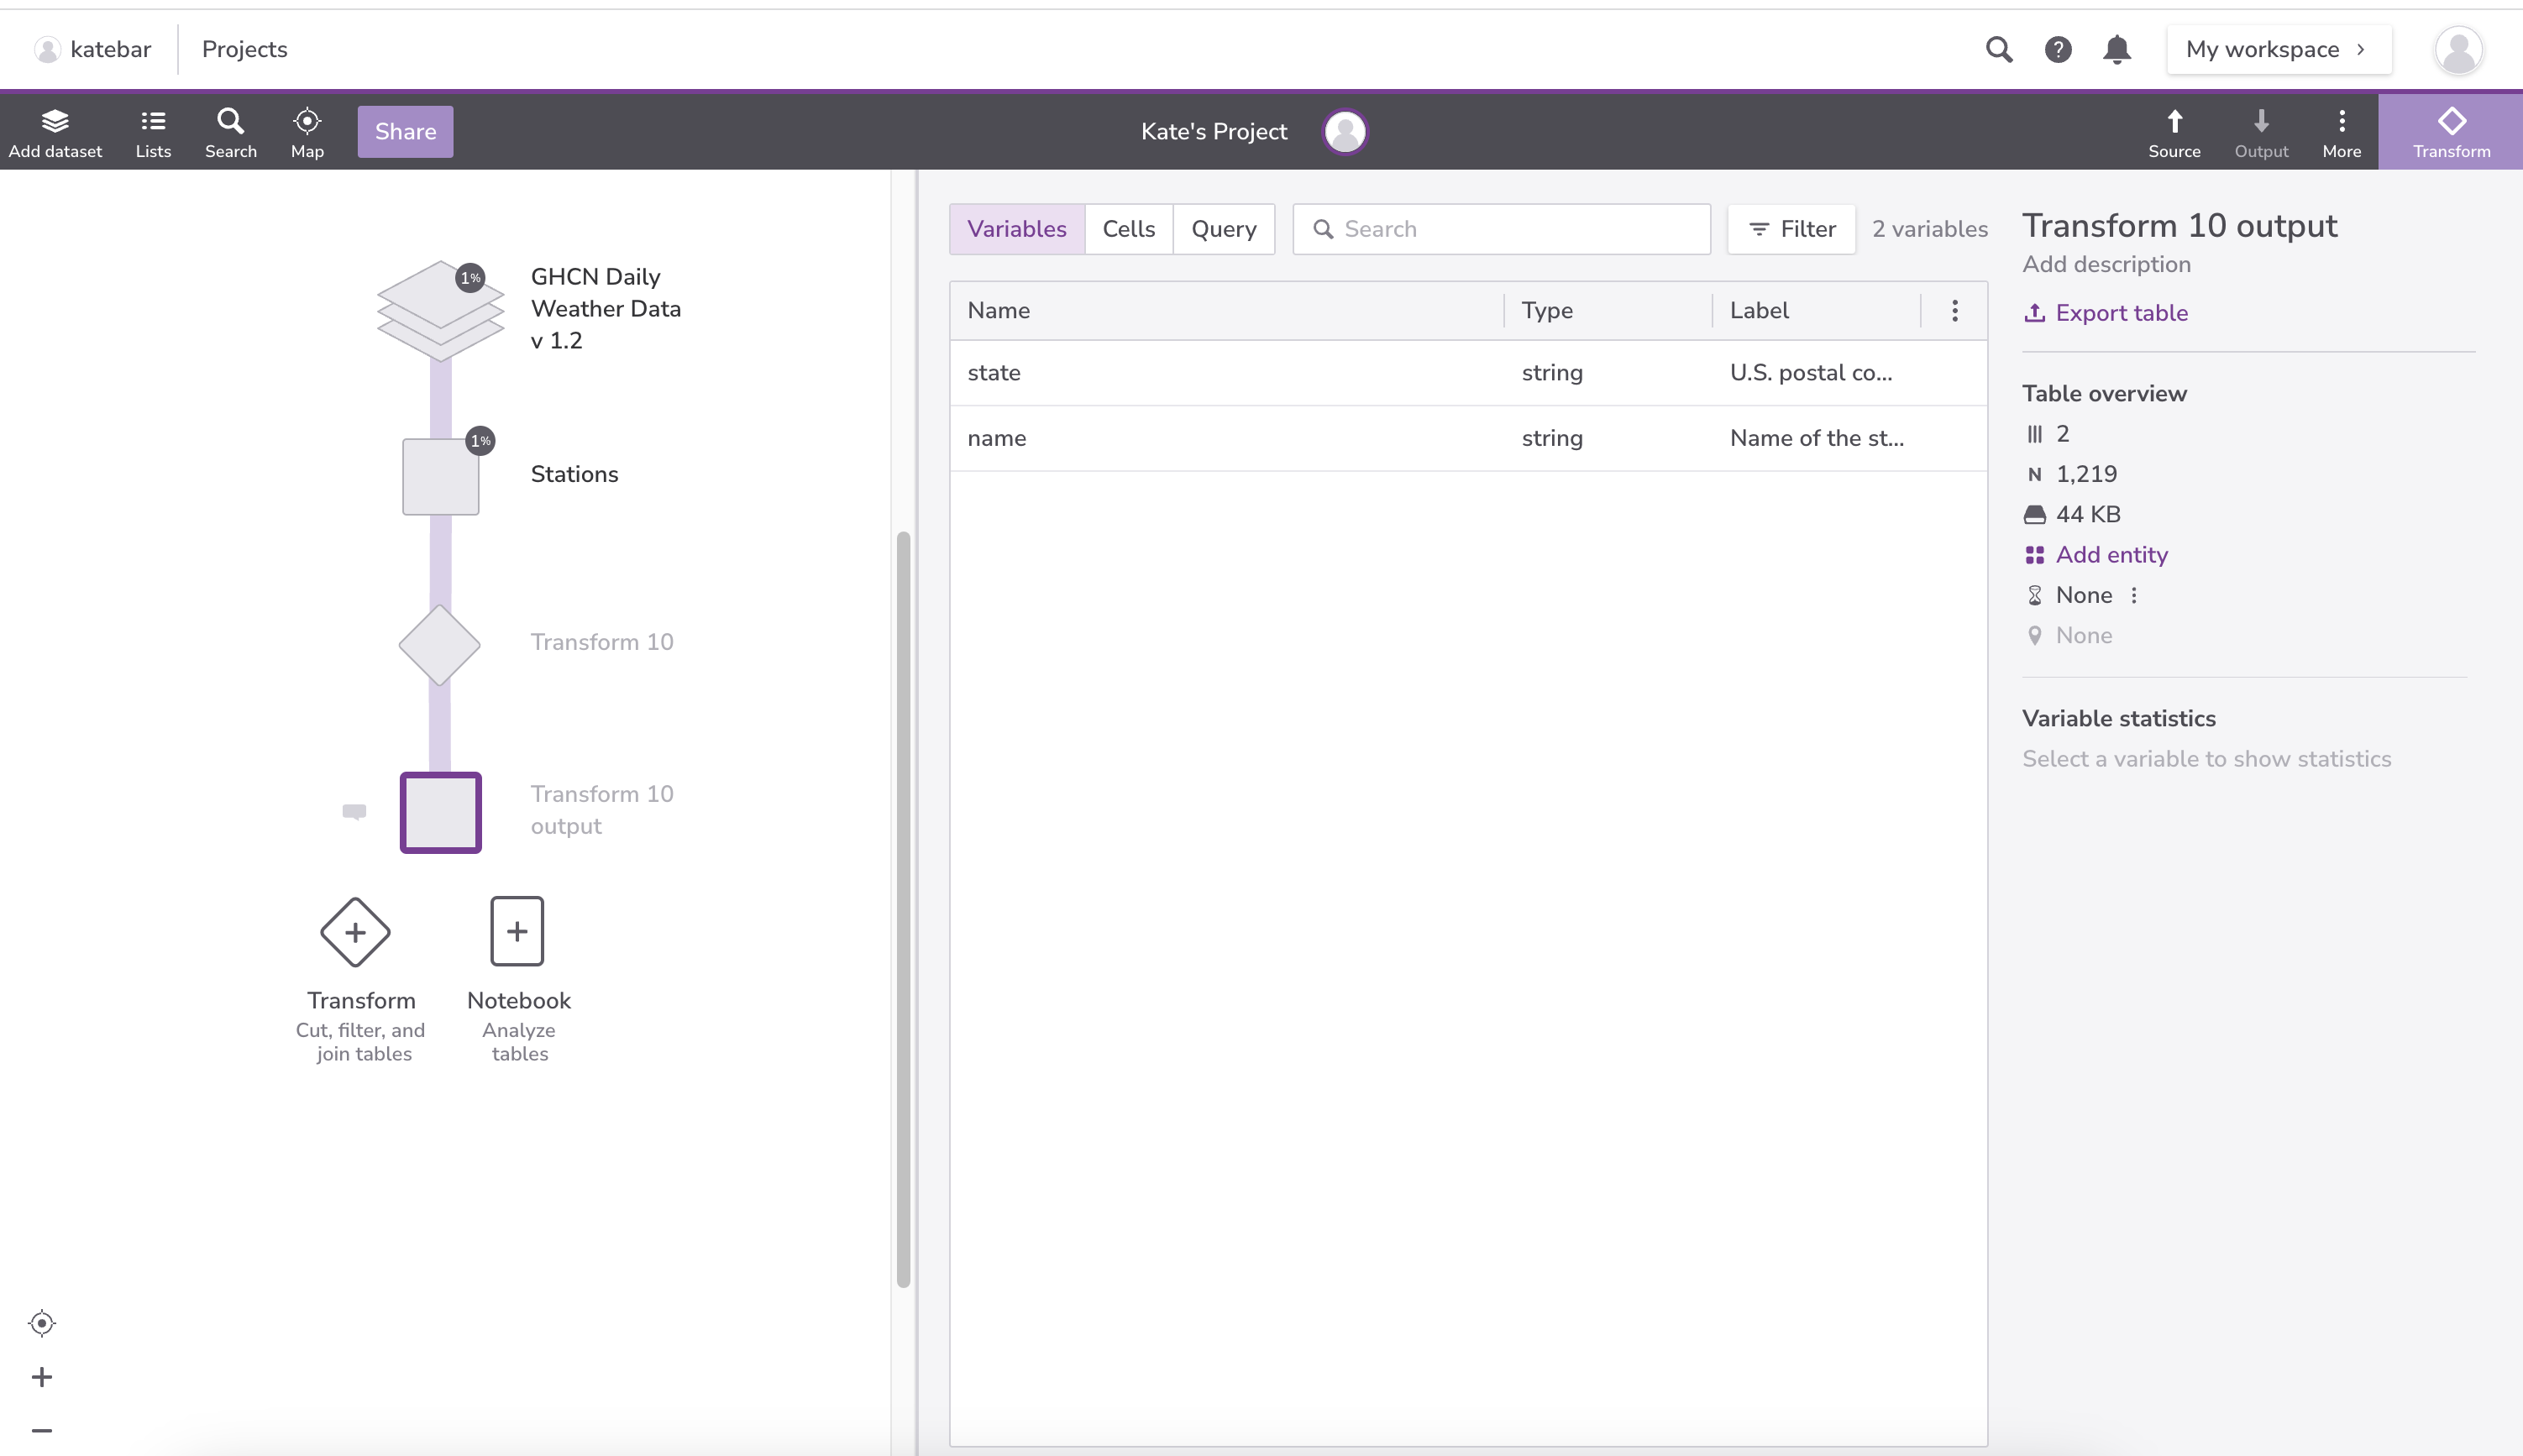 katebar
Projects
My workspace
Add dataset
Lists
Search
Map
Share
Kate's Project
Source
Output
More
Transform
1%
GHCN Daily
Weather Data
v 1.2
1%
Stations
Transform 10
Transform 10
output
Transform
Cut, filter, and
join tables
Notebook
Analyze
tables
Variables
Cells
Query
Search
Filter
2 variables
Name
Type
Label
state
string
U.S. postal co...
name
string
Name of the st...
Transform 10 output
Add description
Export table
Table overview
2
N 1,219
44 KB
Add entity
None
None
Variable statistics
Select a variable to show statistics